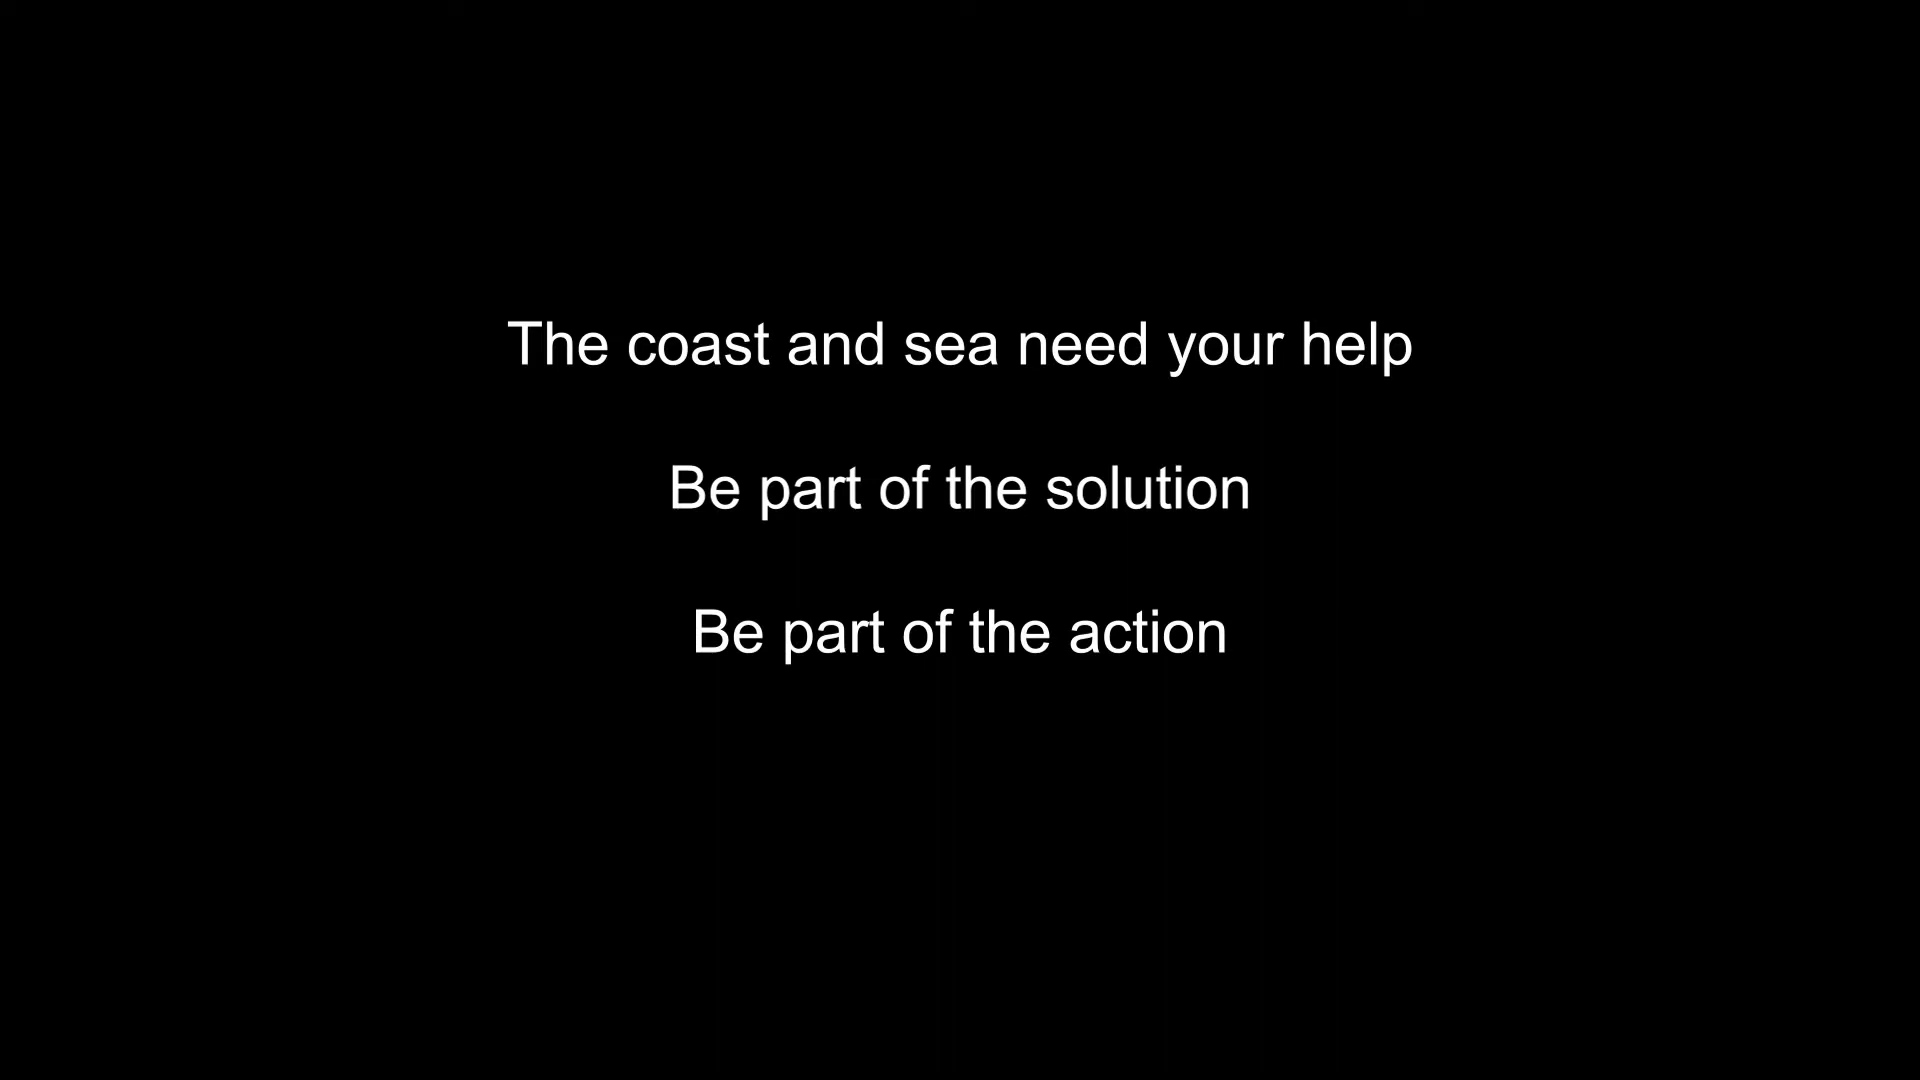 The coast and sea need your help
Be part of the solution
Be part of the action